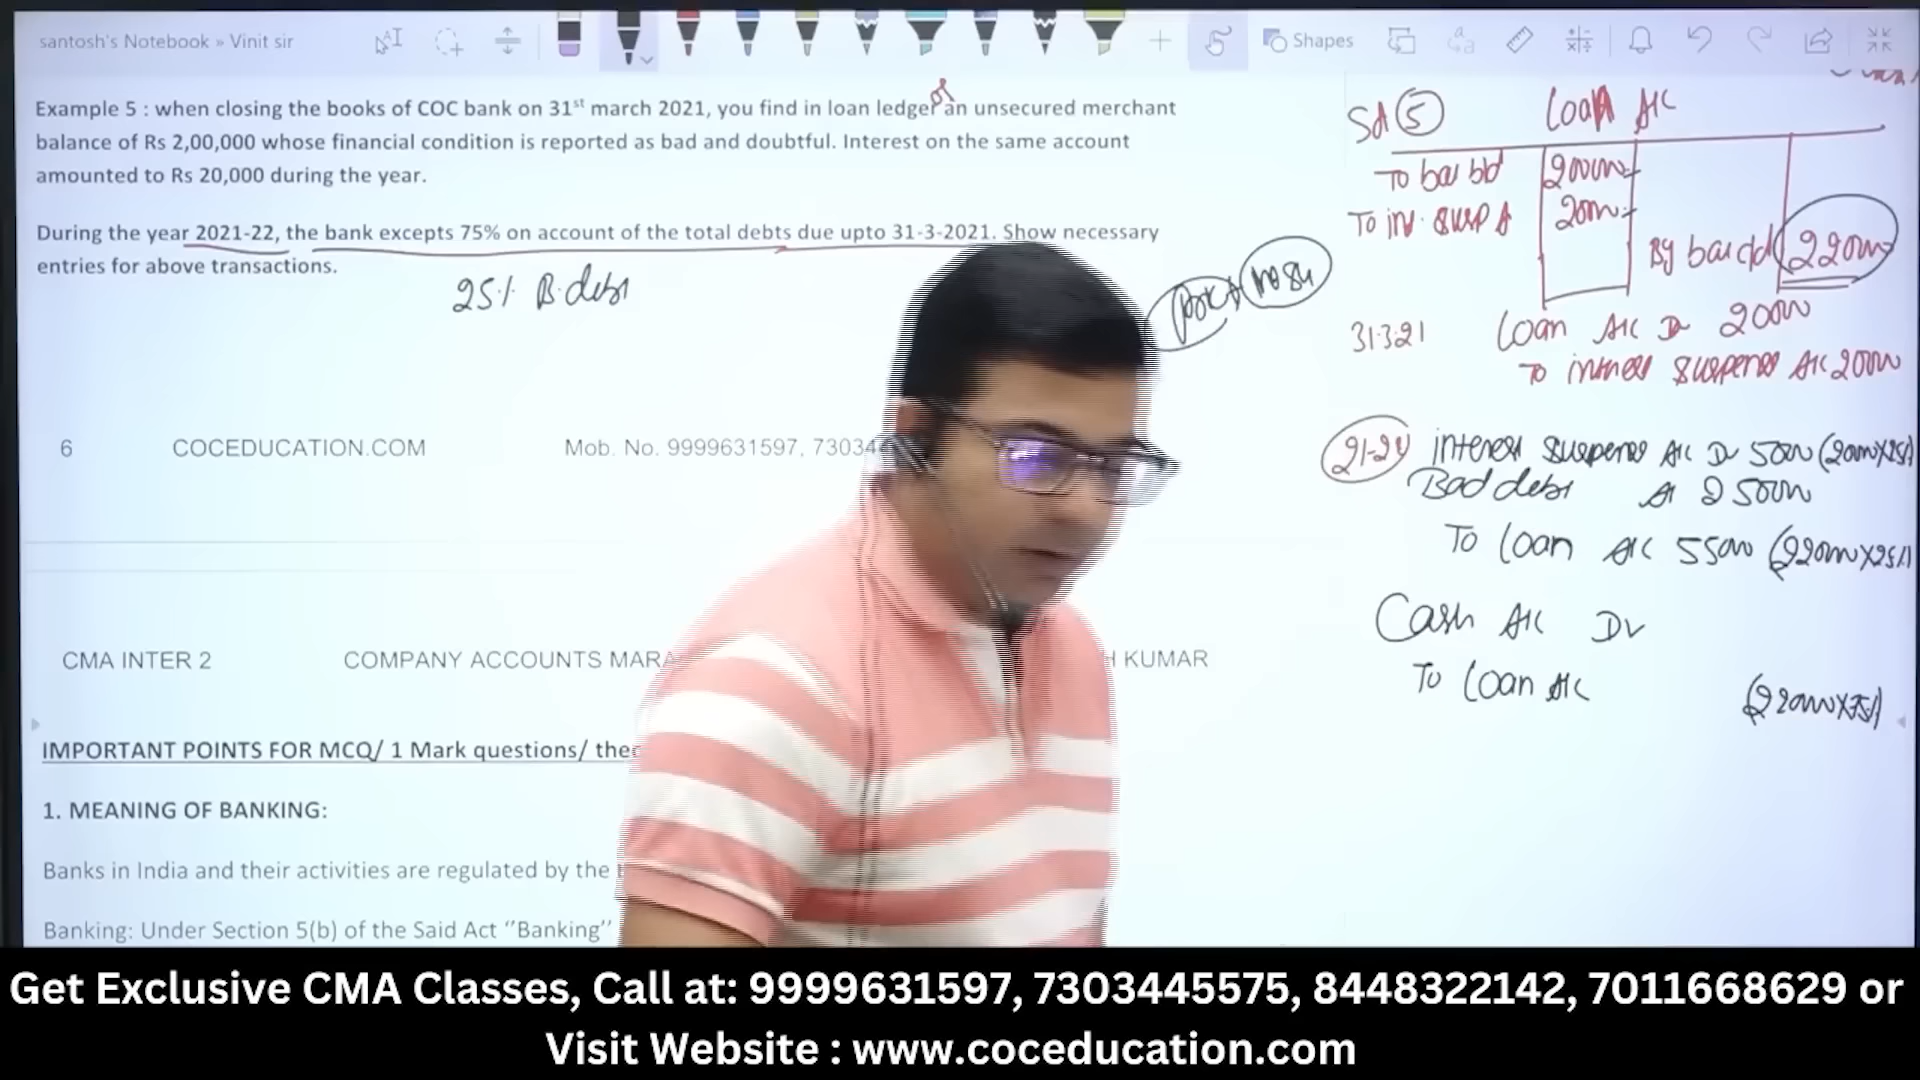 santosh's Notebook » Vinit sir
Shapes
Example 5 : when closing the books of COC bank on 31st march 2021, you find in loan ledger of an unsecured merchant
balance of Rs 2,00,000 whose financial condition is reported as bad and doubtful. Interest on the same account
amounted to Rs 20,000 during the year.
During the year 2021-22, the bank excepts 75% on account of the total debts due upto 31-3-2021. Show necessary
entries for above transactions.
25% B.debt
6 COCEDUCATION.COM Mob. No. 9999631597, 730344
CMA INTER 2 COMPANY ACCOUNTS MARA H KUMAR
IMPORTANT POINTS FOR MCQ/ 1 Mark questions/ theo
1. MEANING OF BANKING:
Banks in India and their activities are regulated by the
Banking: Under Section 5(b) of the Said Act “Banking”
5 Loan A/c
To bal b/d 200000
To int. susp A 20000
By bal c/d 220000
31.3.21 Loan A/c Dr 20000
To interest suspense A/c 20000
interest suspense A/c Dr 5000 (20000X25%)
Bad debt 50000
To Loan A/c 55000 (220000X25%)
Cash A/c Dr
To Loan A/c (220000X75%)
Get Exclusive CMA Classes, Call at: 9999631597, 7303445575, 8448322142, 7011668629 or
Visit Website : www.coceducation.com